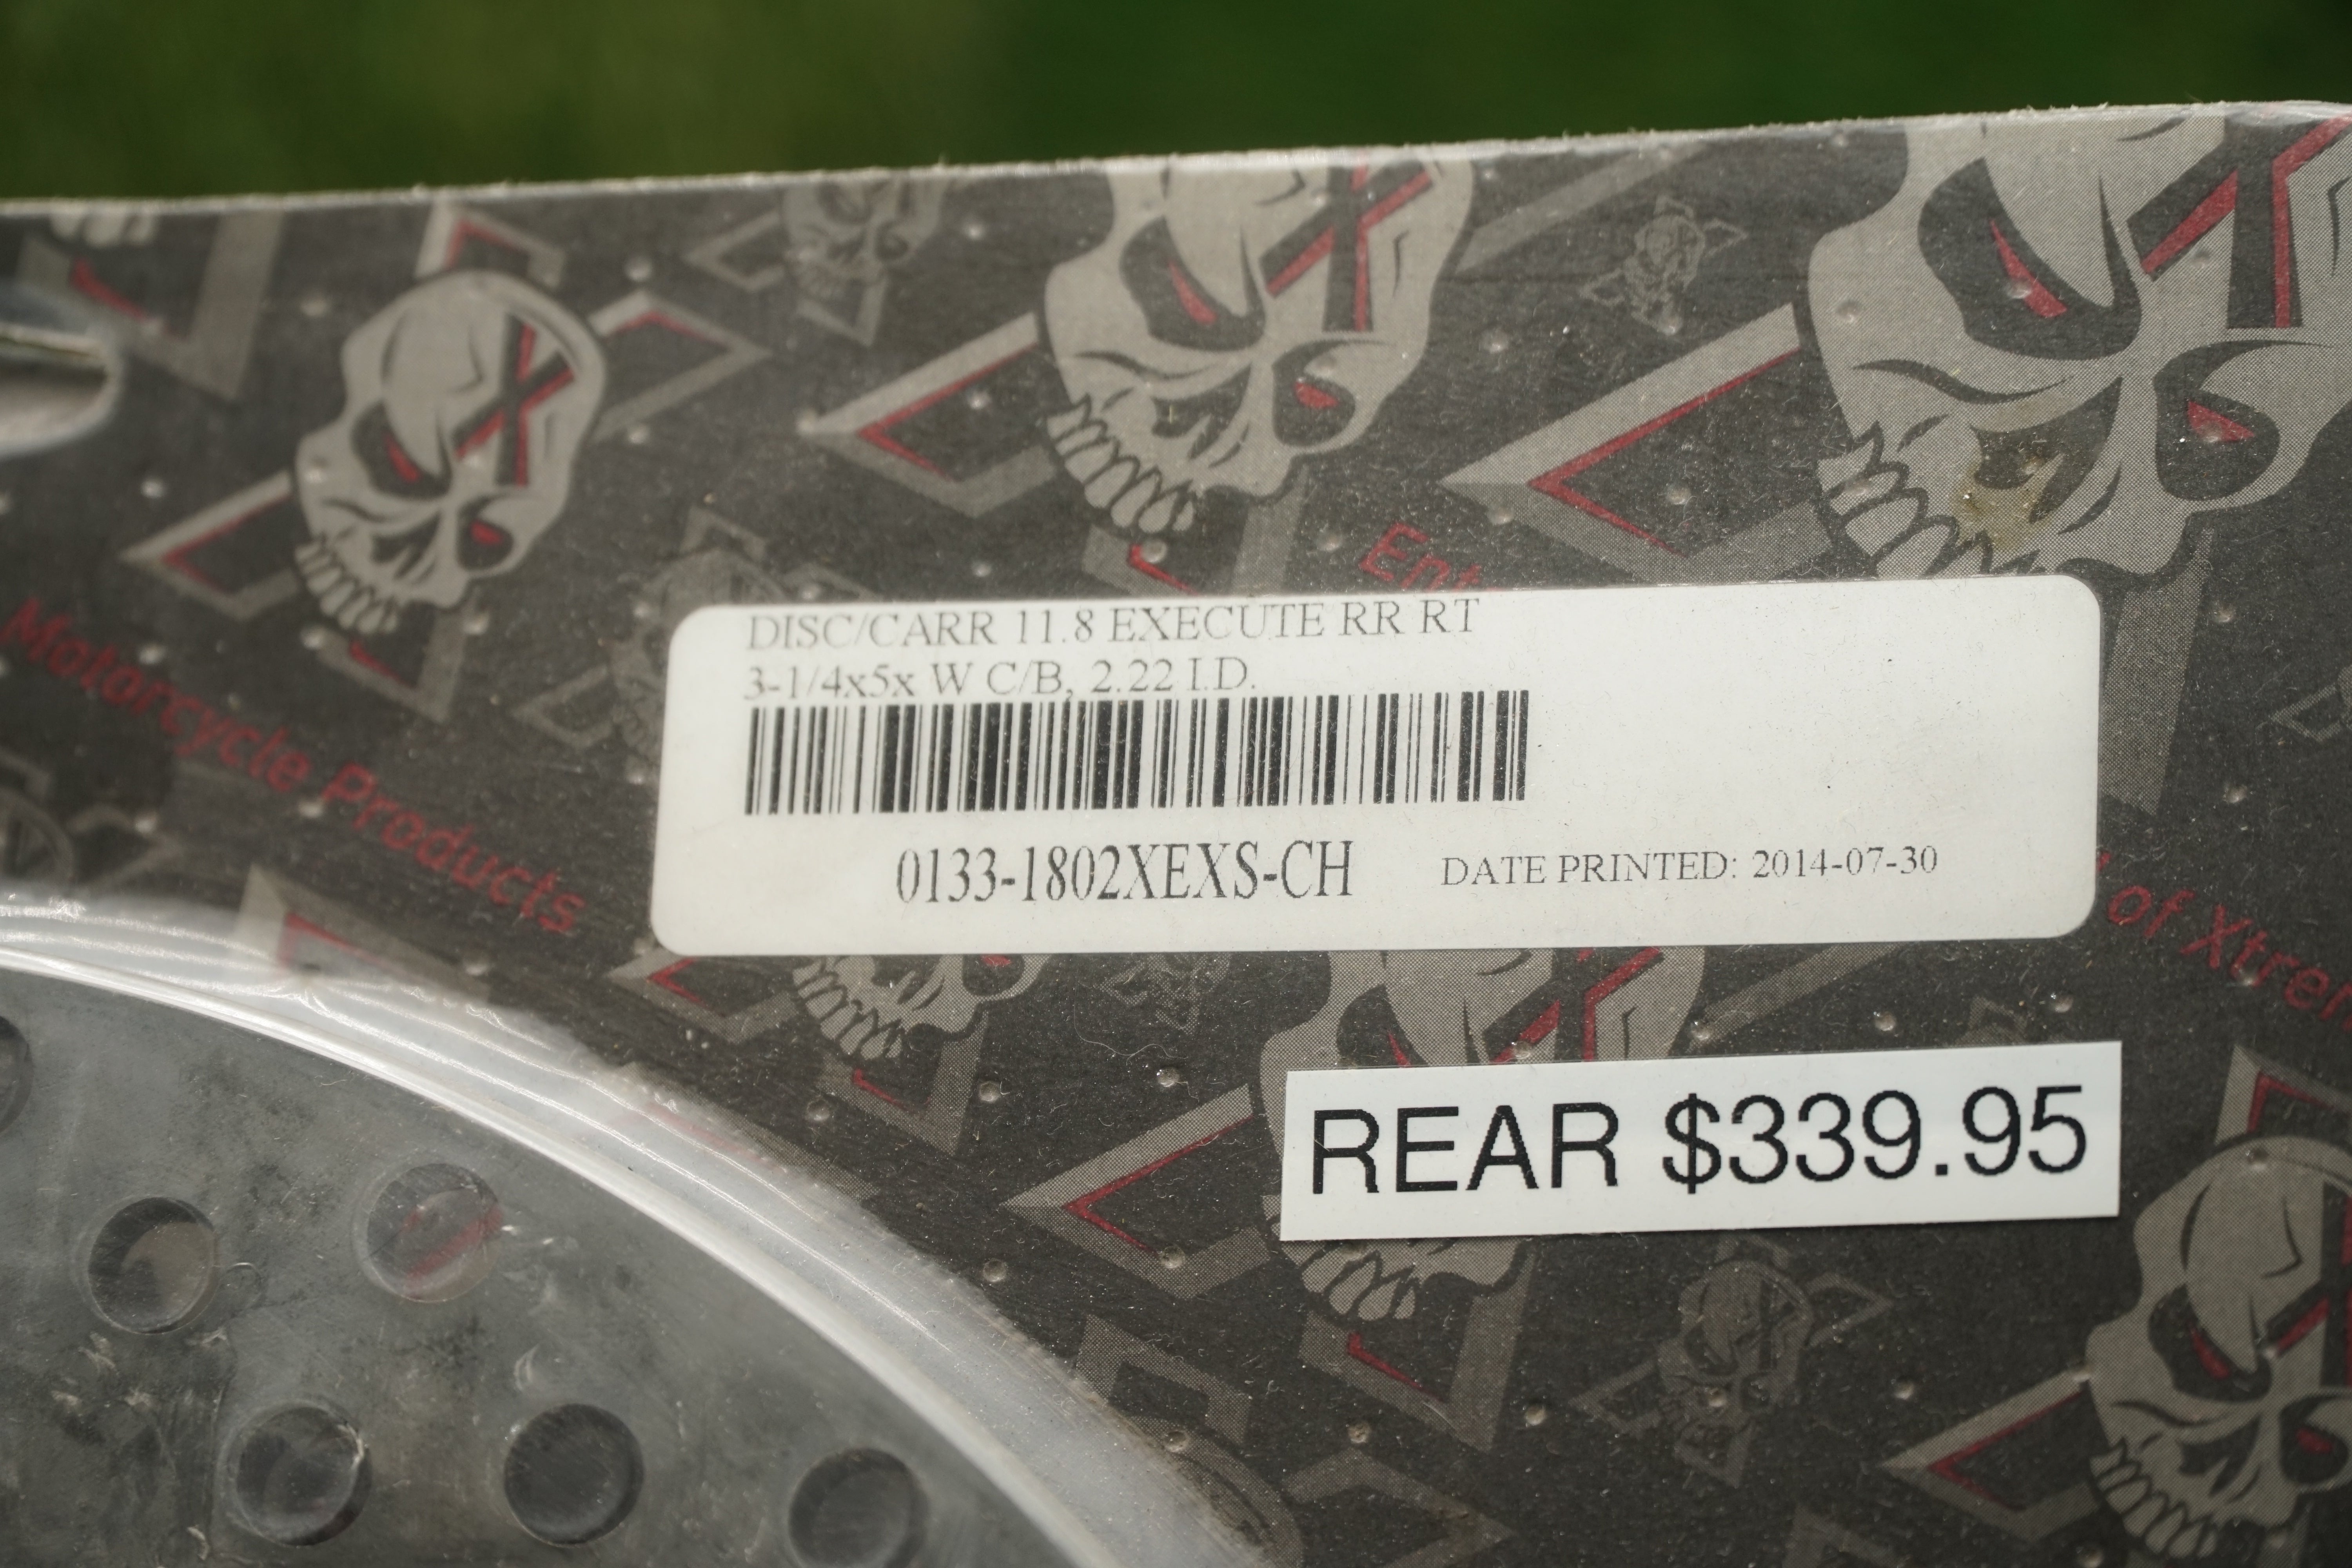 DISC/CARR 11.8 EXECUTE RR RT
3-1/4x5x W C/B, 2.22 I.D.
0133-1802XEXS-CH
DATE PRINTED: 2014-07-30
REAR $339.95
Motorcycle Products
of